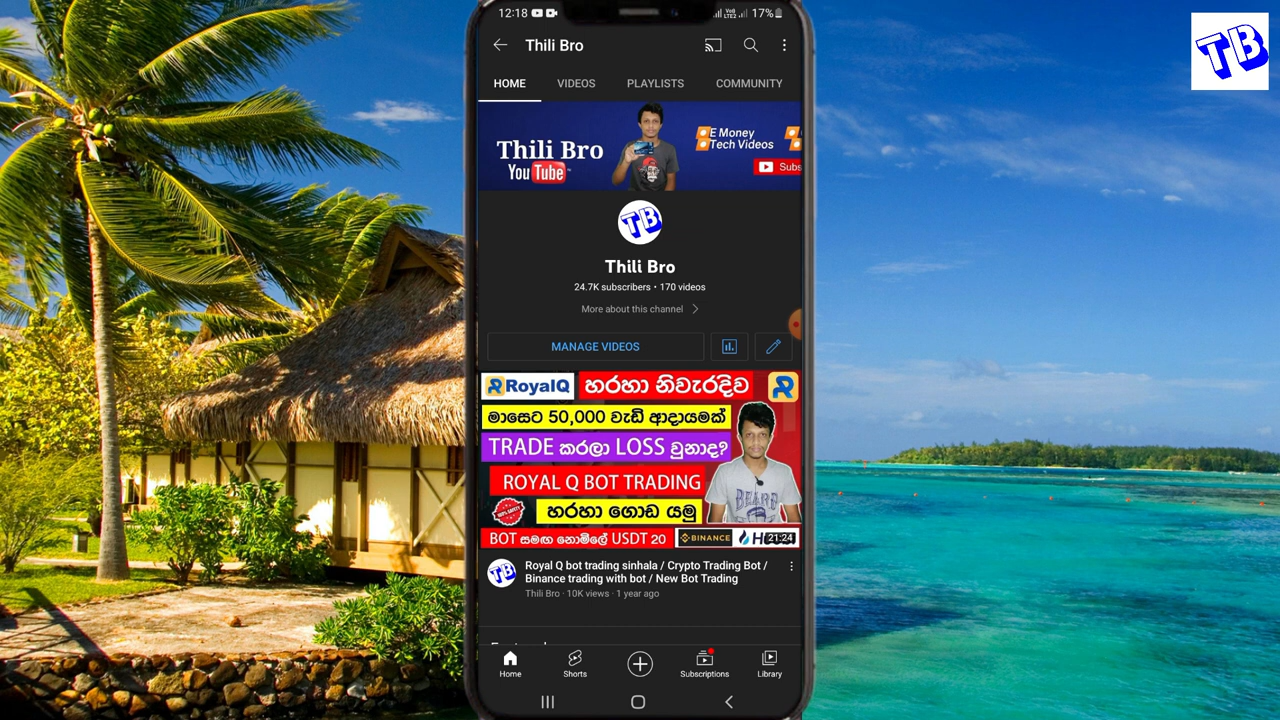 TB
12:18
VoB
LTE2
17%
Thili Bro
HOME
VIDEOS
PLAYLISTS
COMMUNITY
Thili Bro
YouTube
E Money
Tech Videos
Subs
TB
Thili Bro
24.7K subscribers • 170 videos
More about this channel
MANAGE VIDEOS
RoyalQ හරහා නිවැරදිව
මාසෙට 50,000 වැඩි ආදායමක්
TRADE කරලා LOSS වුනාද?
ROYAL Q BOT TRADING
හරහා ගොඩ යමු
BOT සමඟ නොමිලේ USDT 20
BINANCE
21:24
TB
Royal Q bot trading sinhala / Crypto Trading Bot /
Binance trading with bot / New Bot Trading
Thili Bro · 10K views · 1 year ago
Home
Shorts
Subscriptions
Library